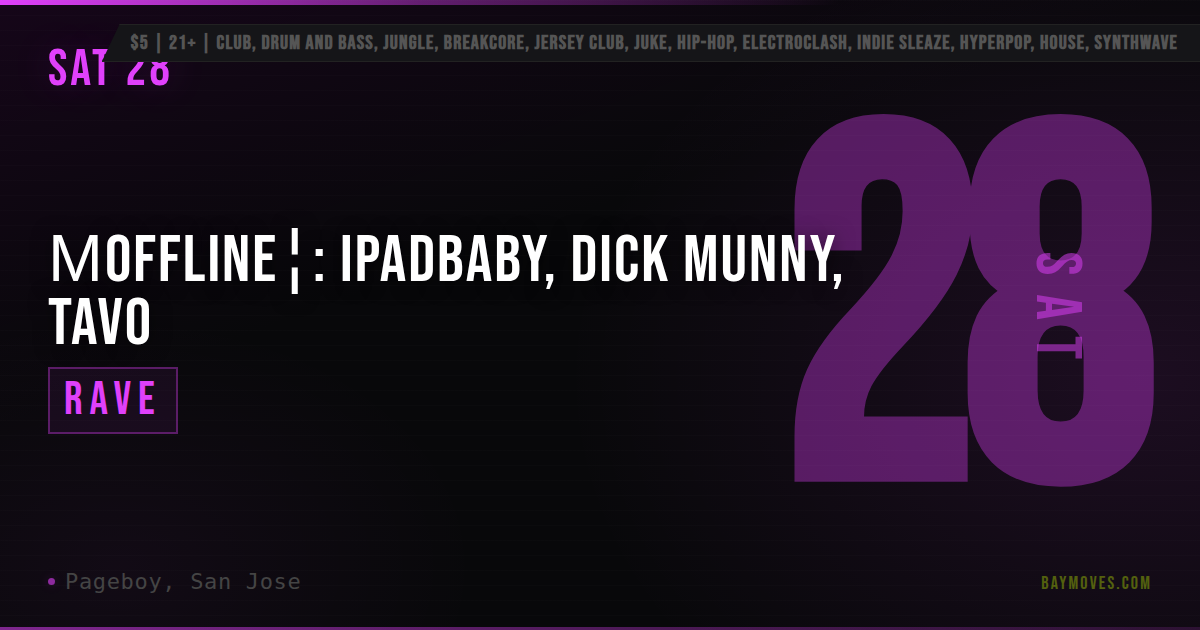 $5 | 21+ | CLUB, DRUM AND BASS, JUNGLE, BREAKCORE, JERSEY CLUB, JUKE, HIP-HOP, ELECTROCLASH, INDIE SLEAZE, HYPERPOP, HOUSE, SYNTHWAVE
SAT 28
28
SAT
MOFFLINE¦: IPADBABY, DICK MUNNY,
TAVO
RAVE
Pageboy, San Jose
BAYMOVES.COM